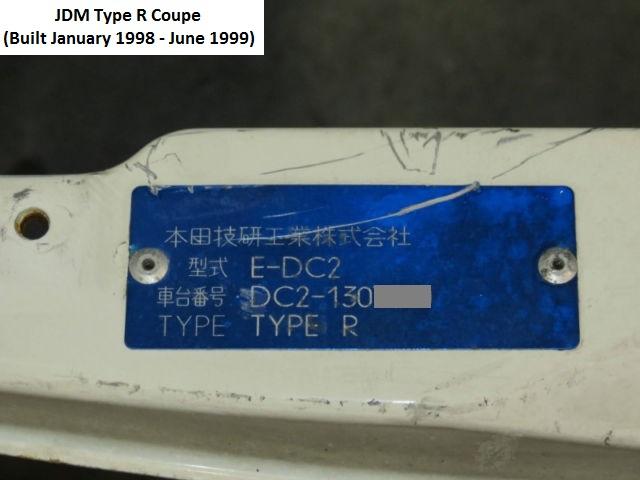 JDM Type R Coupe
(Built January 1998 - June 1999)
本田技研工業株式会社
型式 E-DC2
車台番号 DC2-130
TYPE TYPE R